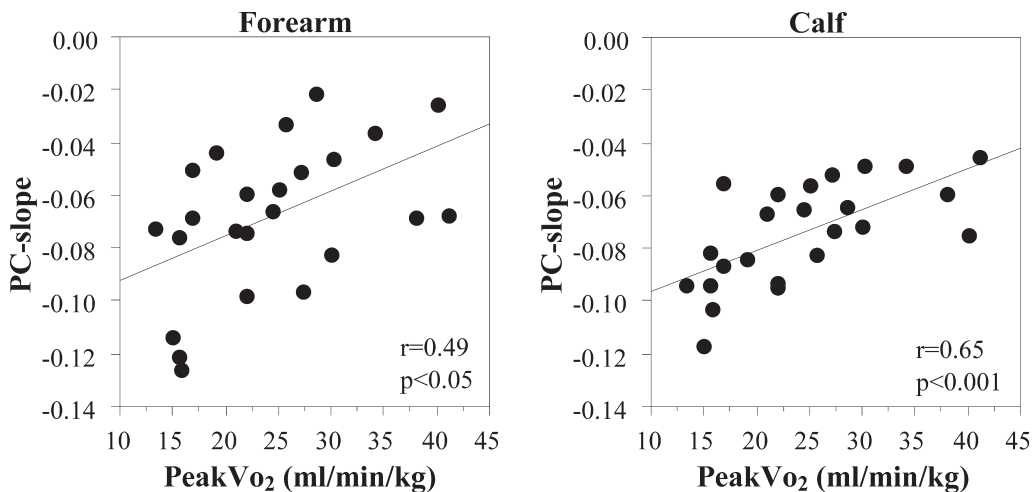 Forearm
0.00
-0.02
-0.04
-0.06
-0.08
-0.10
-0.12
-0.14
PC-slope
r=0.49
p<0.05
10 15 20 25 30 35 40 45
PeakVo₂ (ml/min/kg)
Calf
0.00
-0.02
-0.04
-0.06
-0.08
-0.10
-0.12
-0.14
PC-slope
r=0.65
p<0.001
10 15 20 25 30 35 40 45
PeakVo₂ (ml/min/kg)